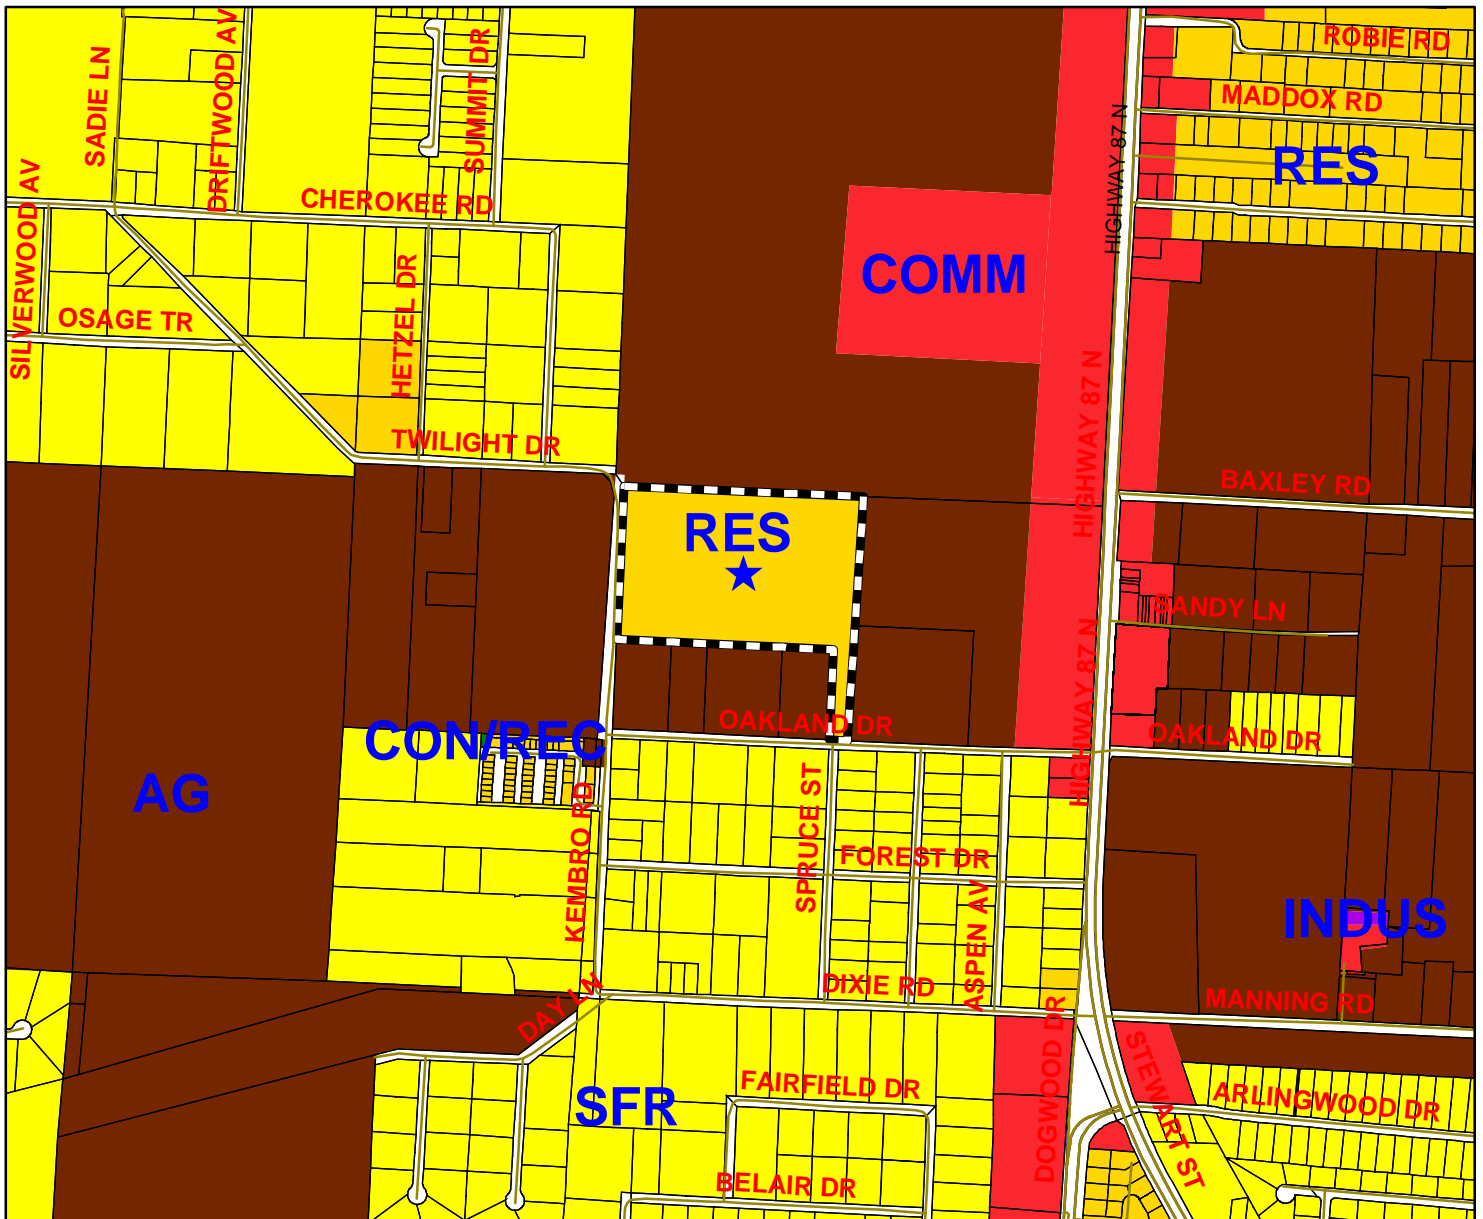 ROBIE RD
SUMMIT DR
DRIFTWOOD AV
SADIE LN
MADDOX RD
HIGHWAY 87 N
RES
SILVERWOOD AV
CHEROKEE RD
COMM
HETZEL DR
OSAGE TR
HIGHWAY 87 N
TWILIGHT DR
BAXLEY RD
RES
SANDY LN
HIGHWAY 87 N
OAKLAND DR
OAKLAND DR
CON/REC
AG
KEMBRO RD
SPRUCE ST
FOREST DR
ASPEN AV
INDUS
DIXIE RD
MANNING RD
DAY LN
DOGWOOD DR
STEWART ST
FAIRFIELD DR
ARLINGWOOD DR
SFR
BELAIR DR